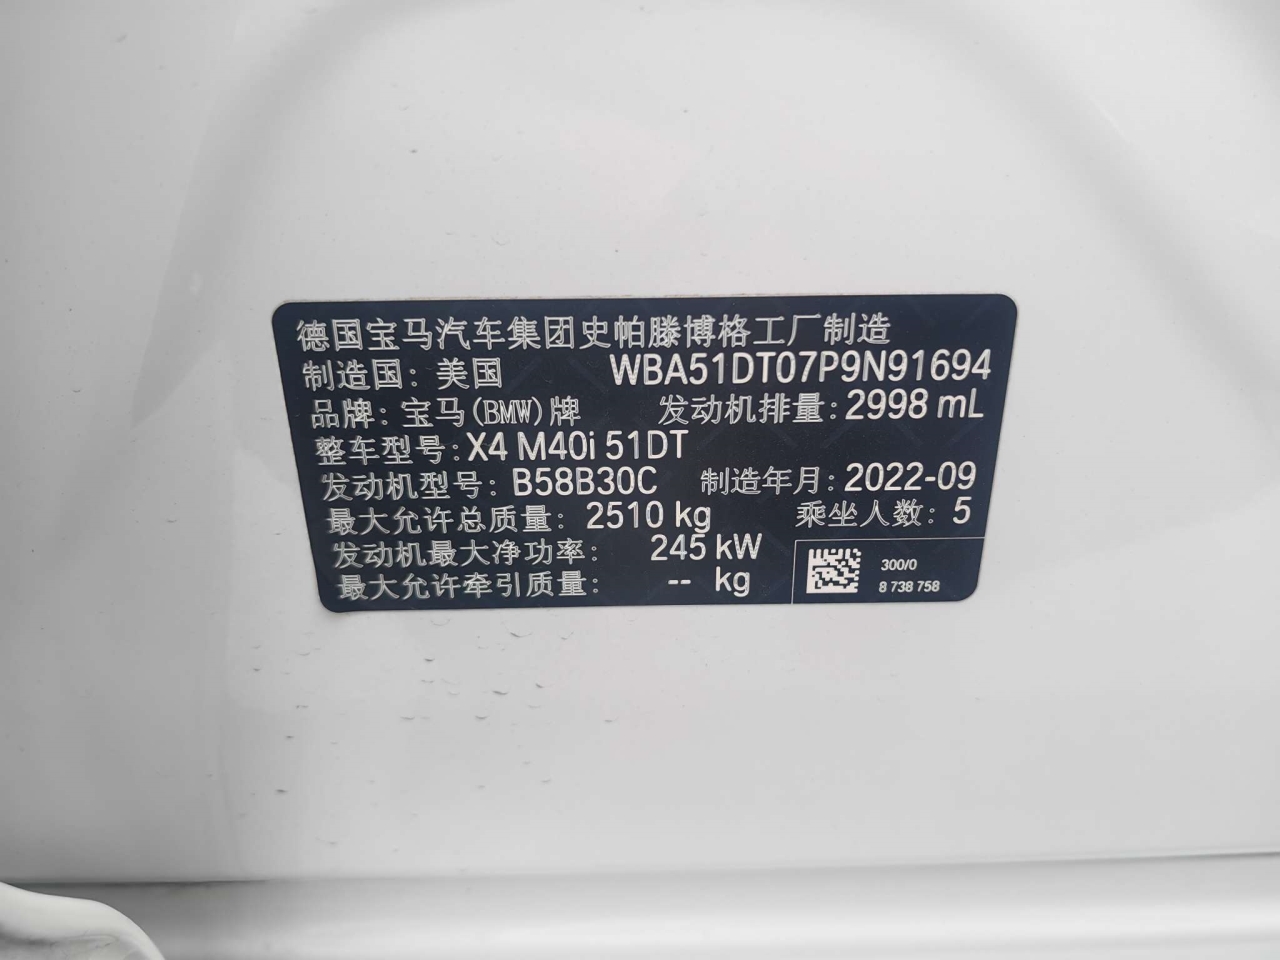 德国宝马汽车集团史帕滕博格工厂制造
制造国: 美国 WBA51DT07P9N91694
品牌: 宝马(BMW)牌 发动机排量: 2998 mL
整车型号: X4 M40i 51DT
发动机型号: B58B30C 制造年月: 2022-09
最大允许总质量: 2510 kg 乘坐人数: 5
发动机最大净功率: 245 kW
最大允许牵引质量: -- kg
300/0
8 738 758